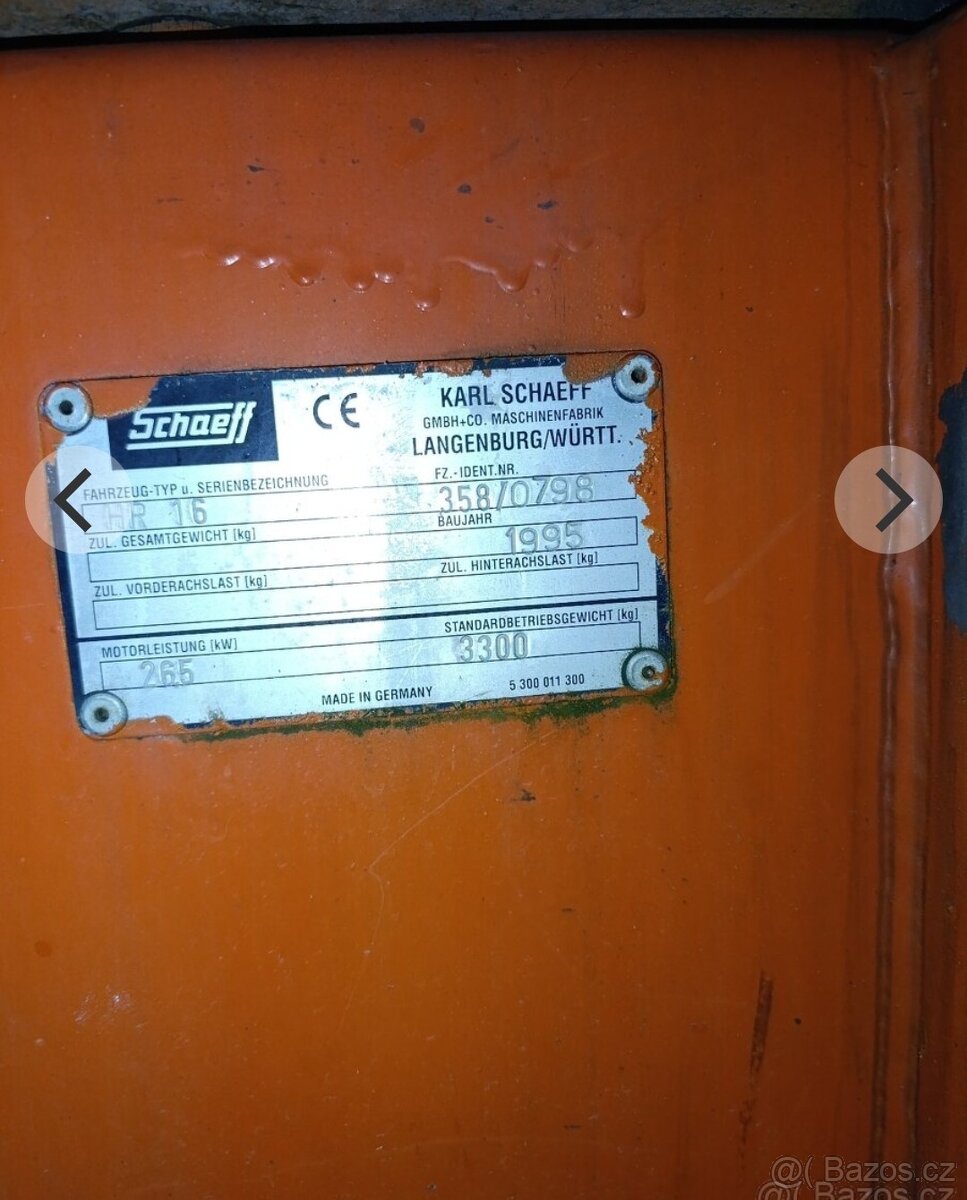 Schaeff
CE
KARL SCHAEFF
GMBH+CO. MASCHINENFABRIK
LANGENBURG/WÜRTT.
FAHRZEUG-TYP u. SERIENBEZEICHNUNG
FZ.-IDENT.NR.
HR 16
358/0798
ZUL. GESAMTGEWICHT [kg]
BAUJAHR
1995
ZUL. VORDERACHSLAST [kg]
ZUL. HINTERACHSLAST [kg]
MOTORLEISTUNG [kW]
STANDARDBETRIEBSGEWICHT [kg]
265
3300
MADE IN GERMANY
5 300 011 300
@( Bazos.cz
@( Bazos.cz